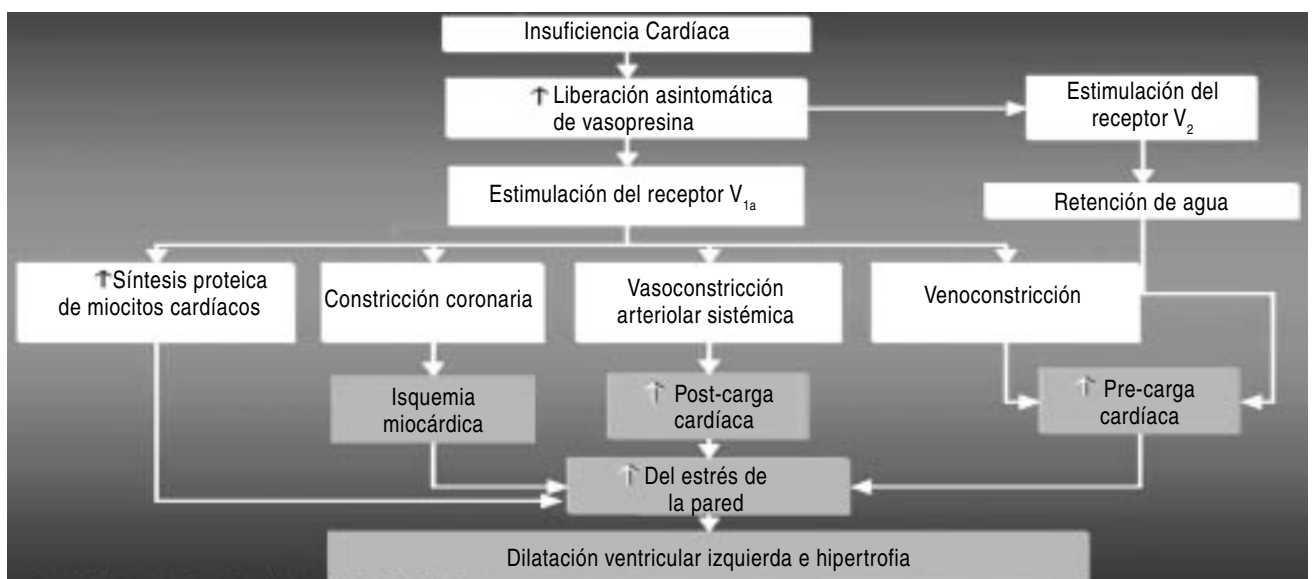 Insuficiencia Cardíaca
↑ Liberación asintomática
de vasopresina
Estimulación del
receptor V₂
Estimulación del receptor V₁ₐ
Retención de agua
↑ Síntesis proteica
de miocitos cardíacos
Constricción coronaria
Vasoconstricción
arteriolar sistémica
Venoconstricción
Isquemia
miocárdica
↑ Post-carga
cardíaca
↑ Pre-carga
cardíaca
↑ Del estrés de
la pared
Dilatación ventricular izquierda e hipertrofia